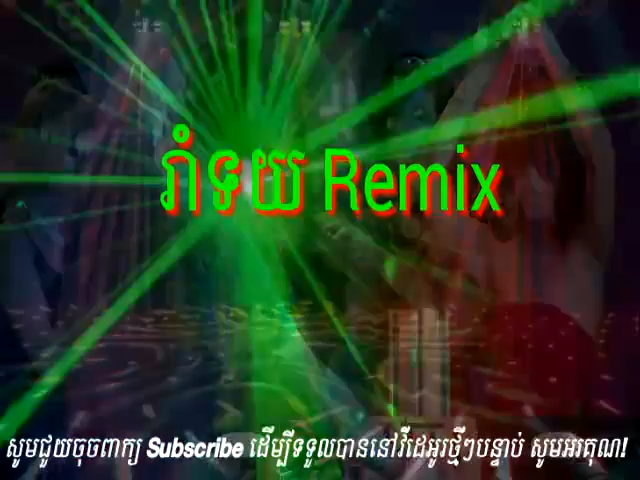 រាំទយ Remix
សូមជួយចុចពាក្យ Subscribe ដើម្បីទទួលបាននៅវីដេអូរថ្មីៗបន្ទាប់ សូមអរគុណ!